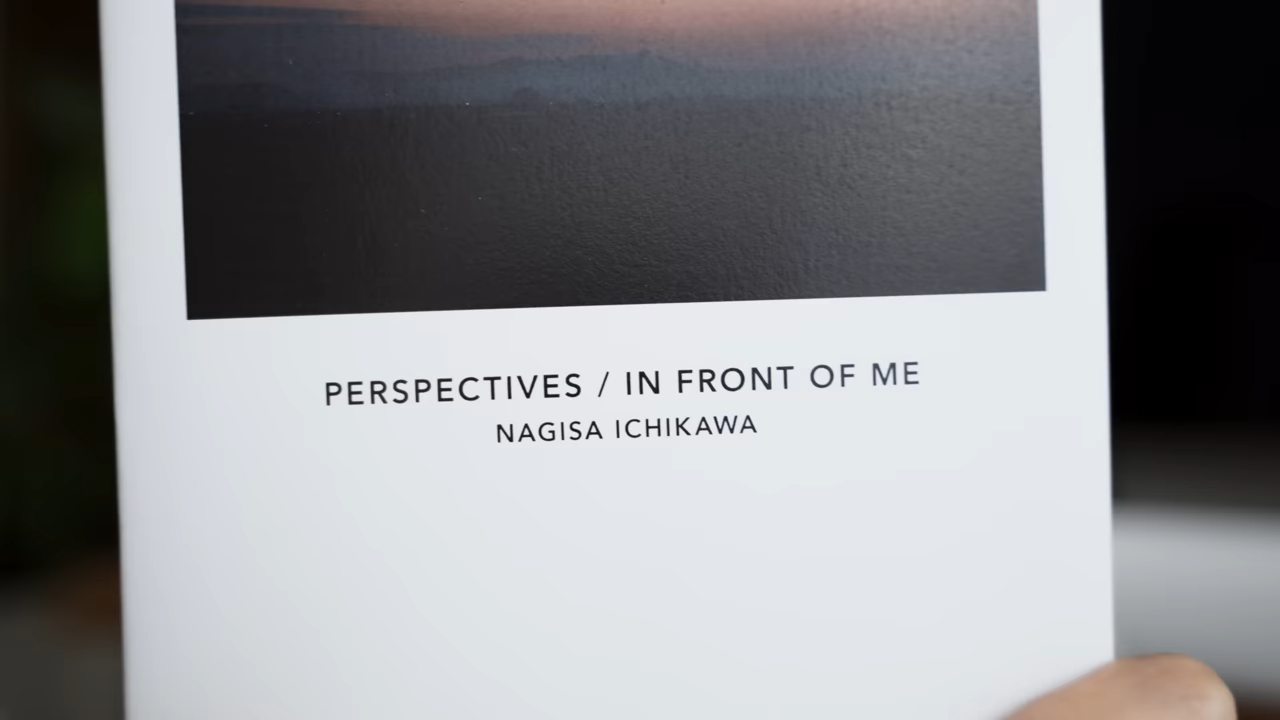 PERSPECTIVES / IN FRONT OF ME
NAGISA ICHIKAWA